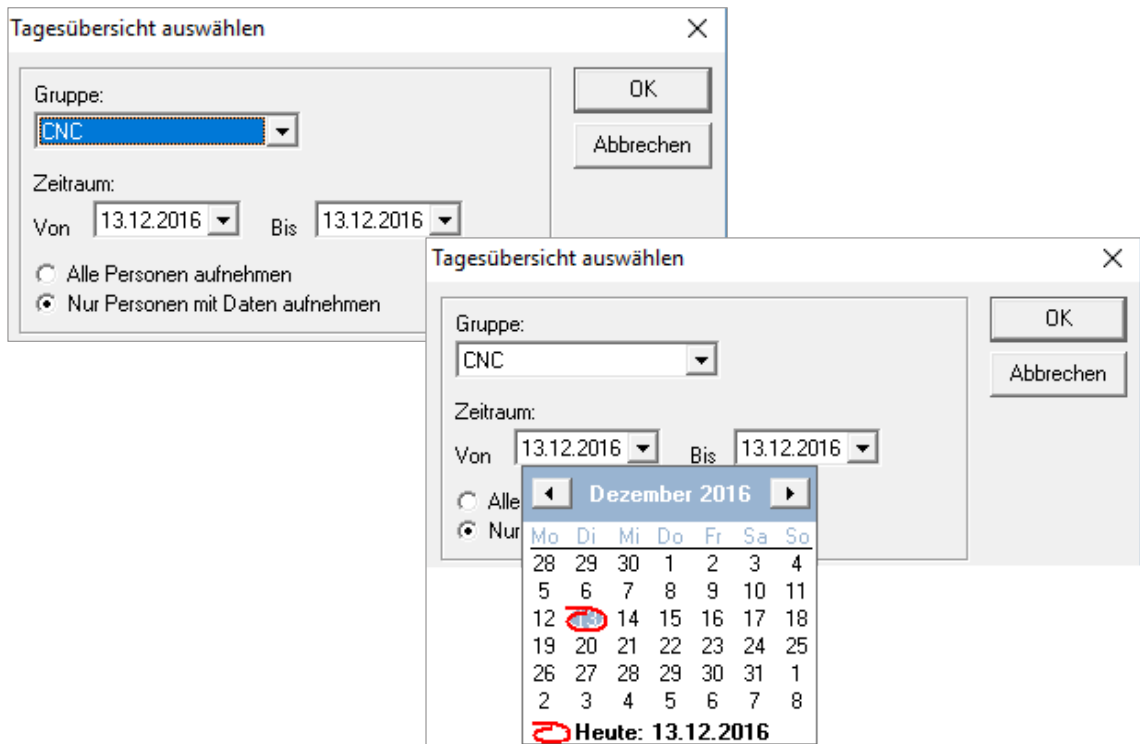 Tagesübersicht auswählen
OK
Gruppe:
CNC
Abbrechen
Zeitraum:
Von 13.12.2016 Bis 13.12.2016
Alle Personen aufnehmen
Nur Personen mit Daten aufnehmen
Tagesübersicht auswählen
OK
Gruppe:
CNC
Abbrechen
Zeitraum:
Von 13.12.2016 Bis 13.12.2016
Alle
Nur
Dezember 2016
Mo Di Mi Do Fr Sa So
28 29 30 1 2 3 4
5 6 7 8 9 10 11
12 13 14 15 16 17 18
19 20 21 22 23 24 25
26 27 28 29 30 31 1
2 3 4 5 6 7 8
Heute: 13.12.2016